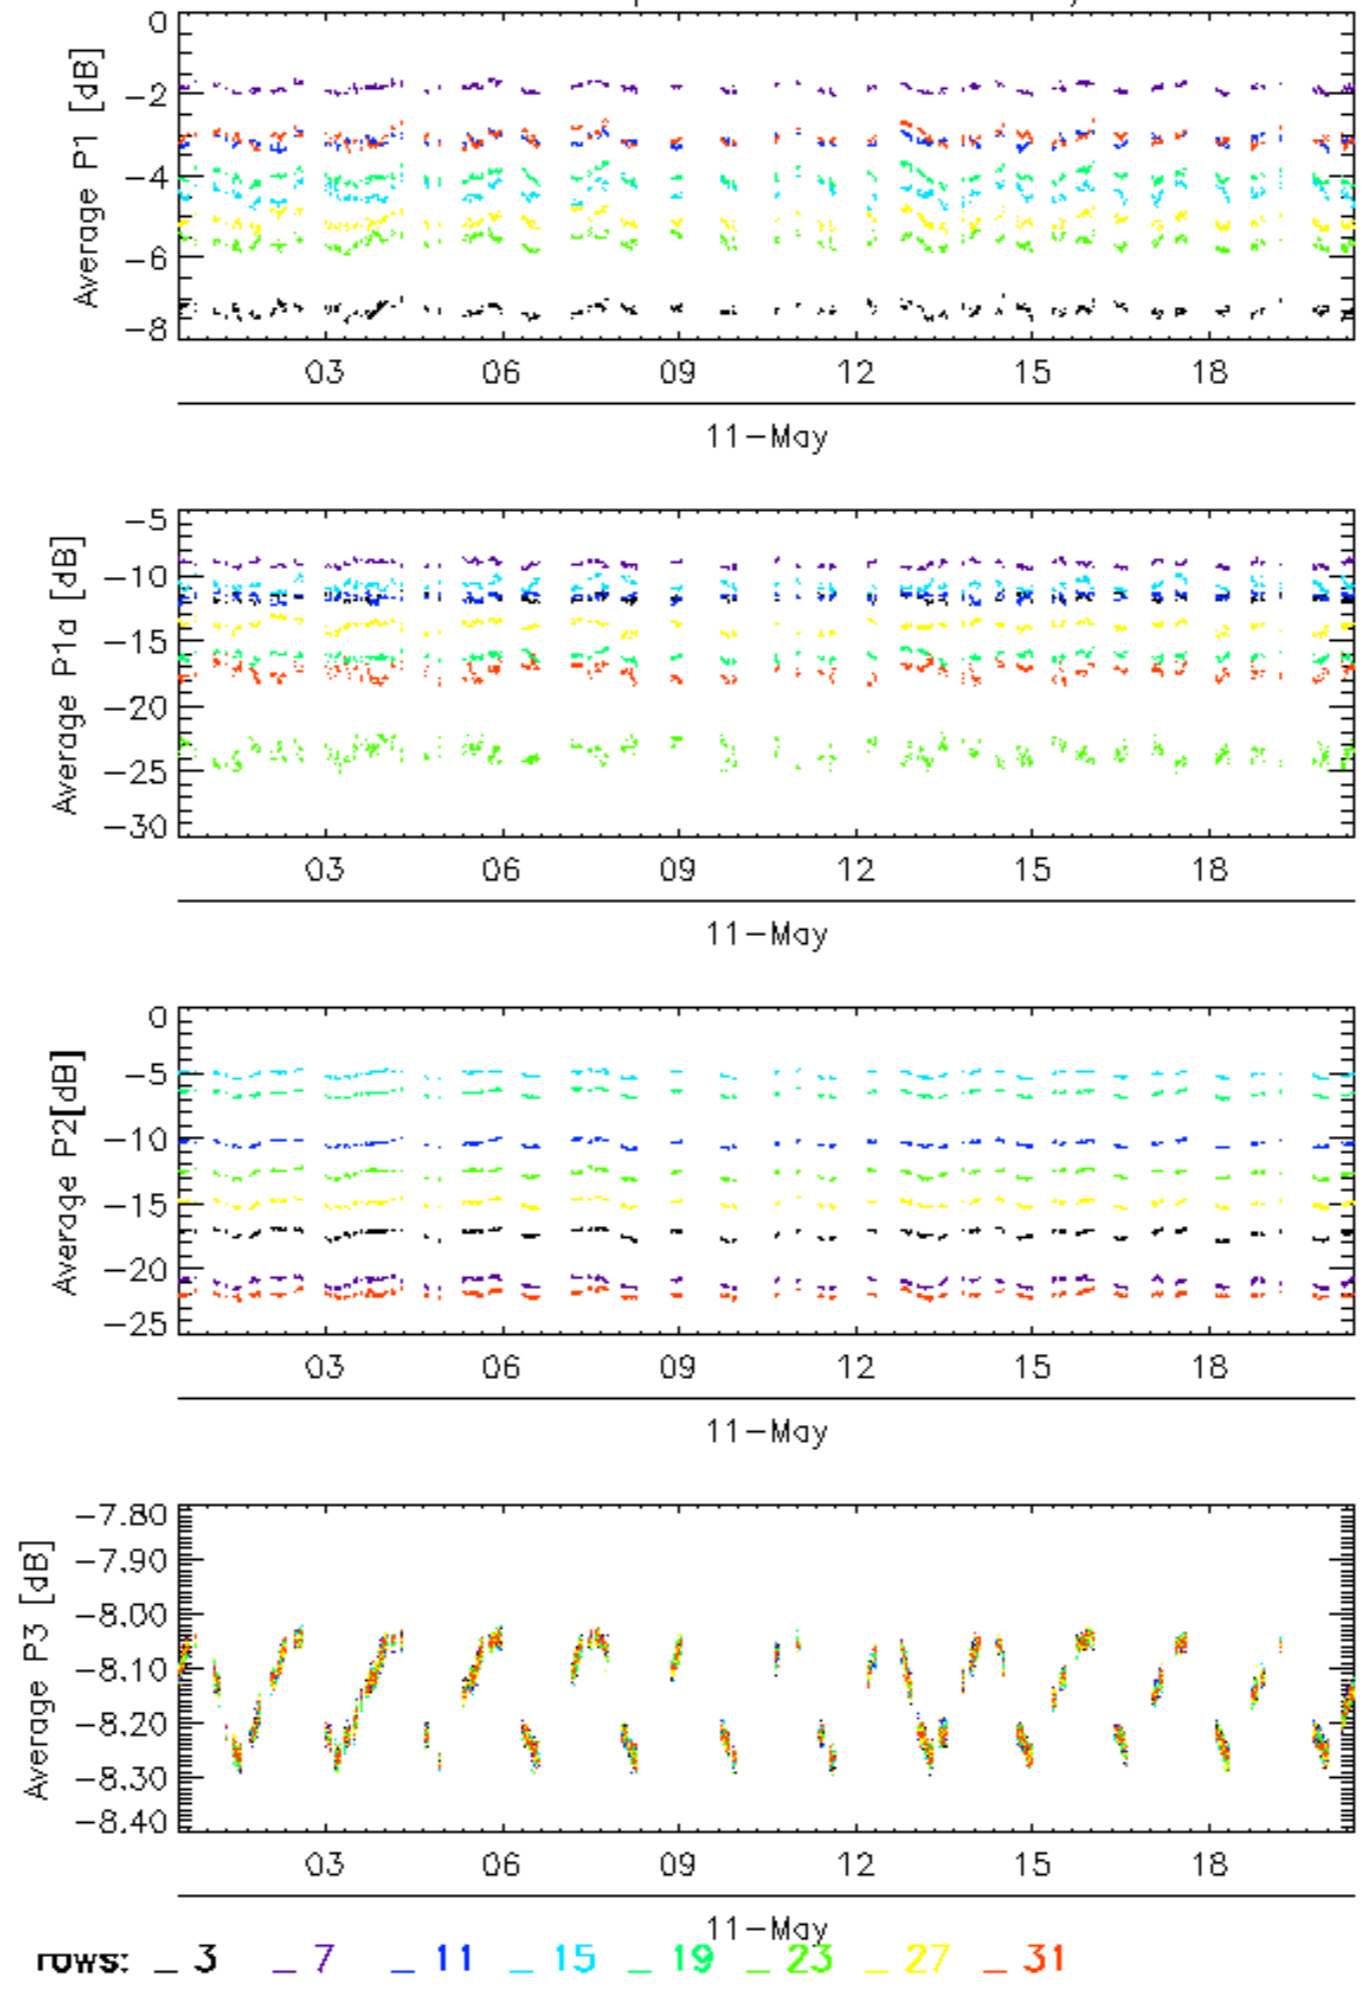 0
-2
-4
-6
-8
Average P1 [dB]
03 06 09 12 15 18
11-May
-5
-10
-15
-20
-25
-30
Average P1a [dB]
03 06 09 12 15 18
11-May
0
-5
-10
-15
-20
-25
Average P2[dB]
03 06 09 12 15 18
11-May
-7.80
-7.90
-8.00
-8.10
-8.20
-8.30
-8.40
Average P3 [dB]
03 06 09 12 15 18
11-May
rows: _ 3 _ 7 _ 11 _ 15 _ 19 _ 23 _ 27 _ 31